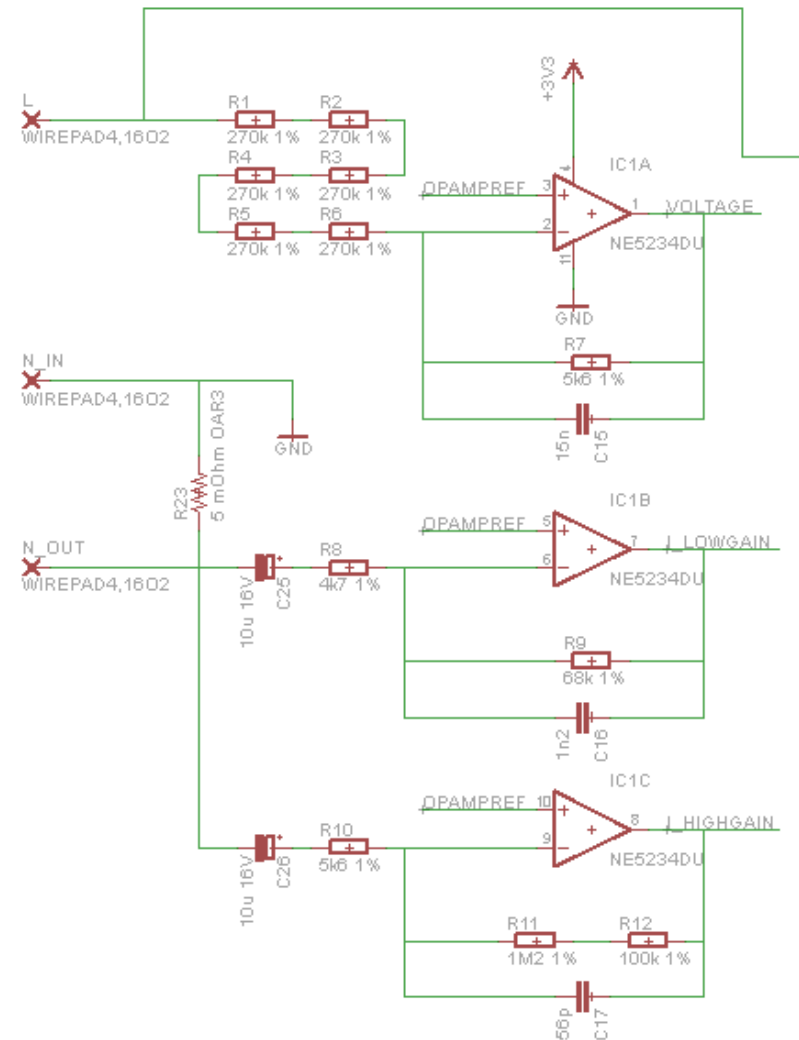 +3V3
L
WIREPAD4,16O2
R1
R2
270k 1%
270k 1%
R4
R3
270k 1%
270k 1%
R5
R6
270k 1%
270k 1%
IC1A
OPAMPREF
3
2
4
11
1
VOLTAGE
NE5234DU
GND
R7
5k6 1%
15n
C15
N_IN
WIREPAD4,16O2
GND
R23
5 mOhm OAR3
N_OUT
WIREPAD4,16O2
10u 16V
C25
R8
4k7 1%
IC1B
OPAMPREF
5
6
7
I_LOWGAIN
NE5234DU
R9
68k 1%
1n2
C16
IC1C
OPAMPREF
10
9
8
I_HIGHGAIN
NE5234DU
10u 16V
C26
R10
5k6 1%
R11
R12
1M2 1%
100k 1%
56p
C17